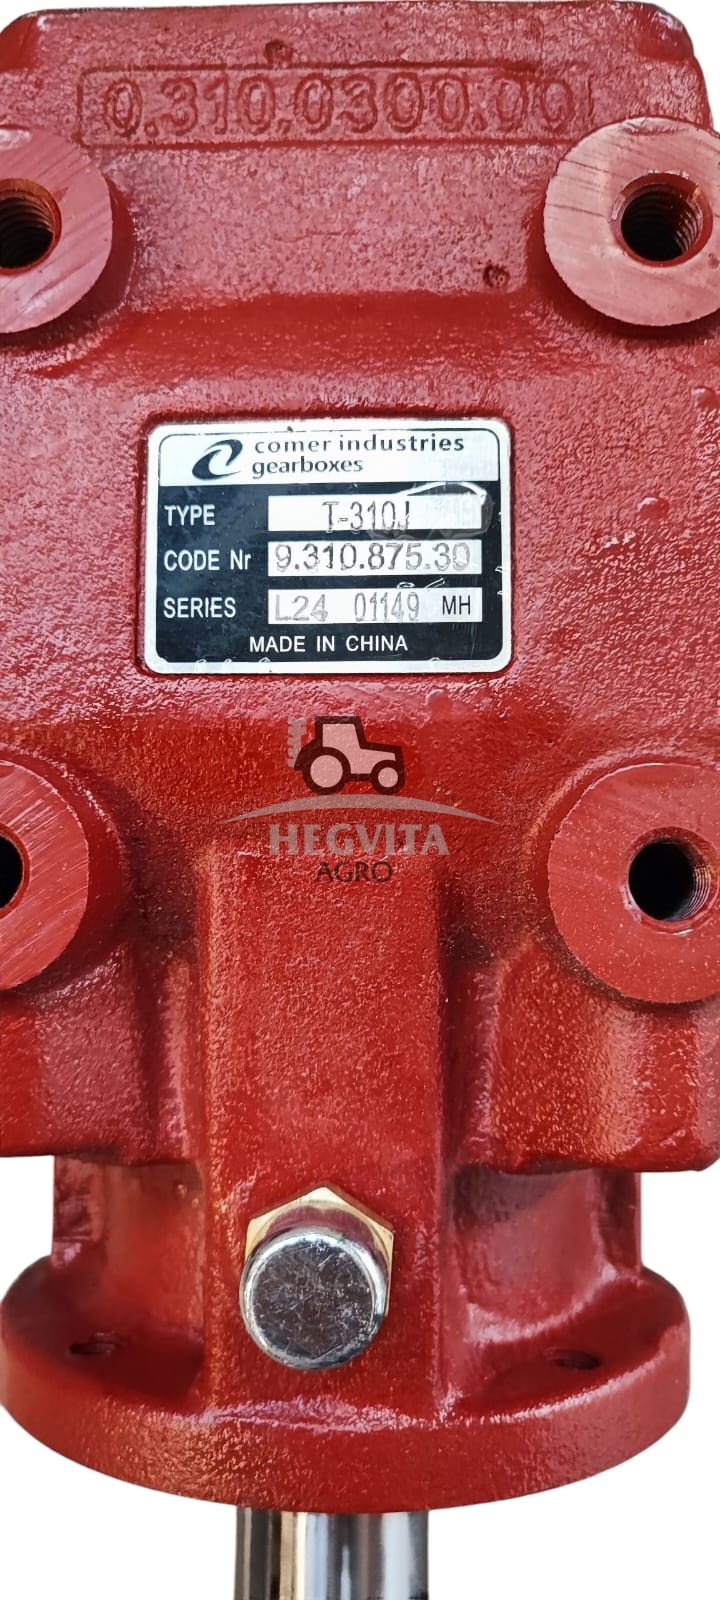 0.310.0300.00
comer industries
gearboxes
TYPE T-310J
CODE Nr 9.310.875.30
SERIES L24 01149 MH
MADE IN CHINA
HEGVITA
AGRO